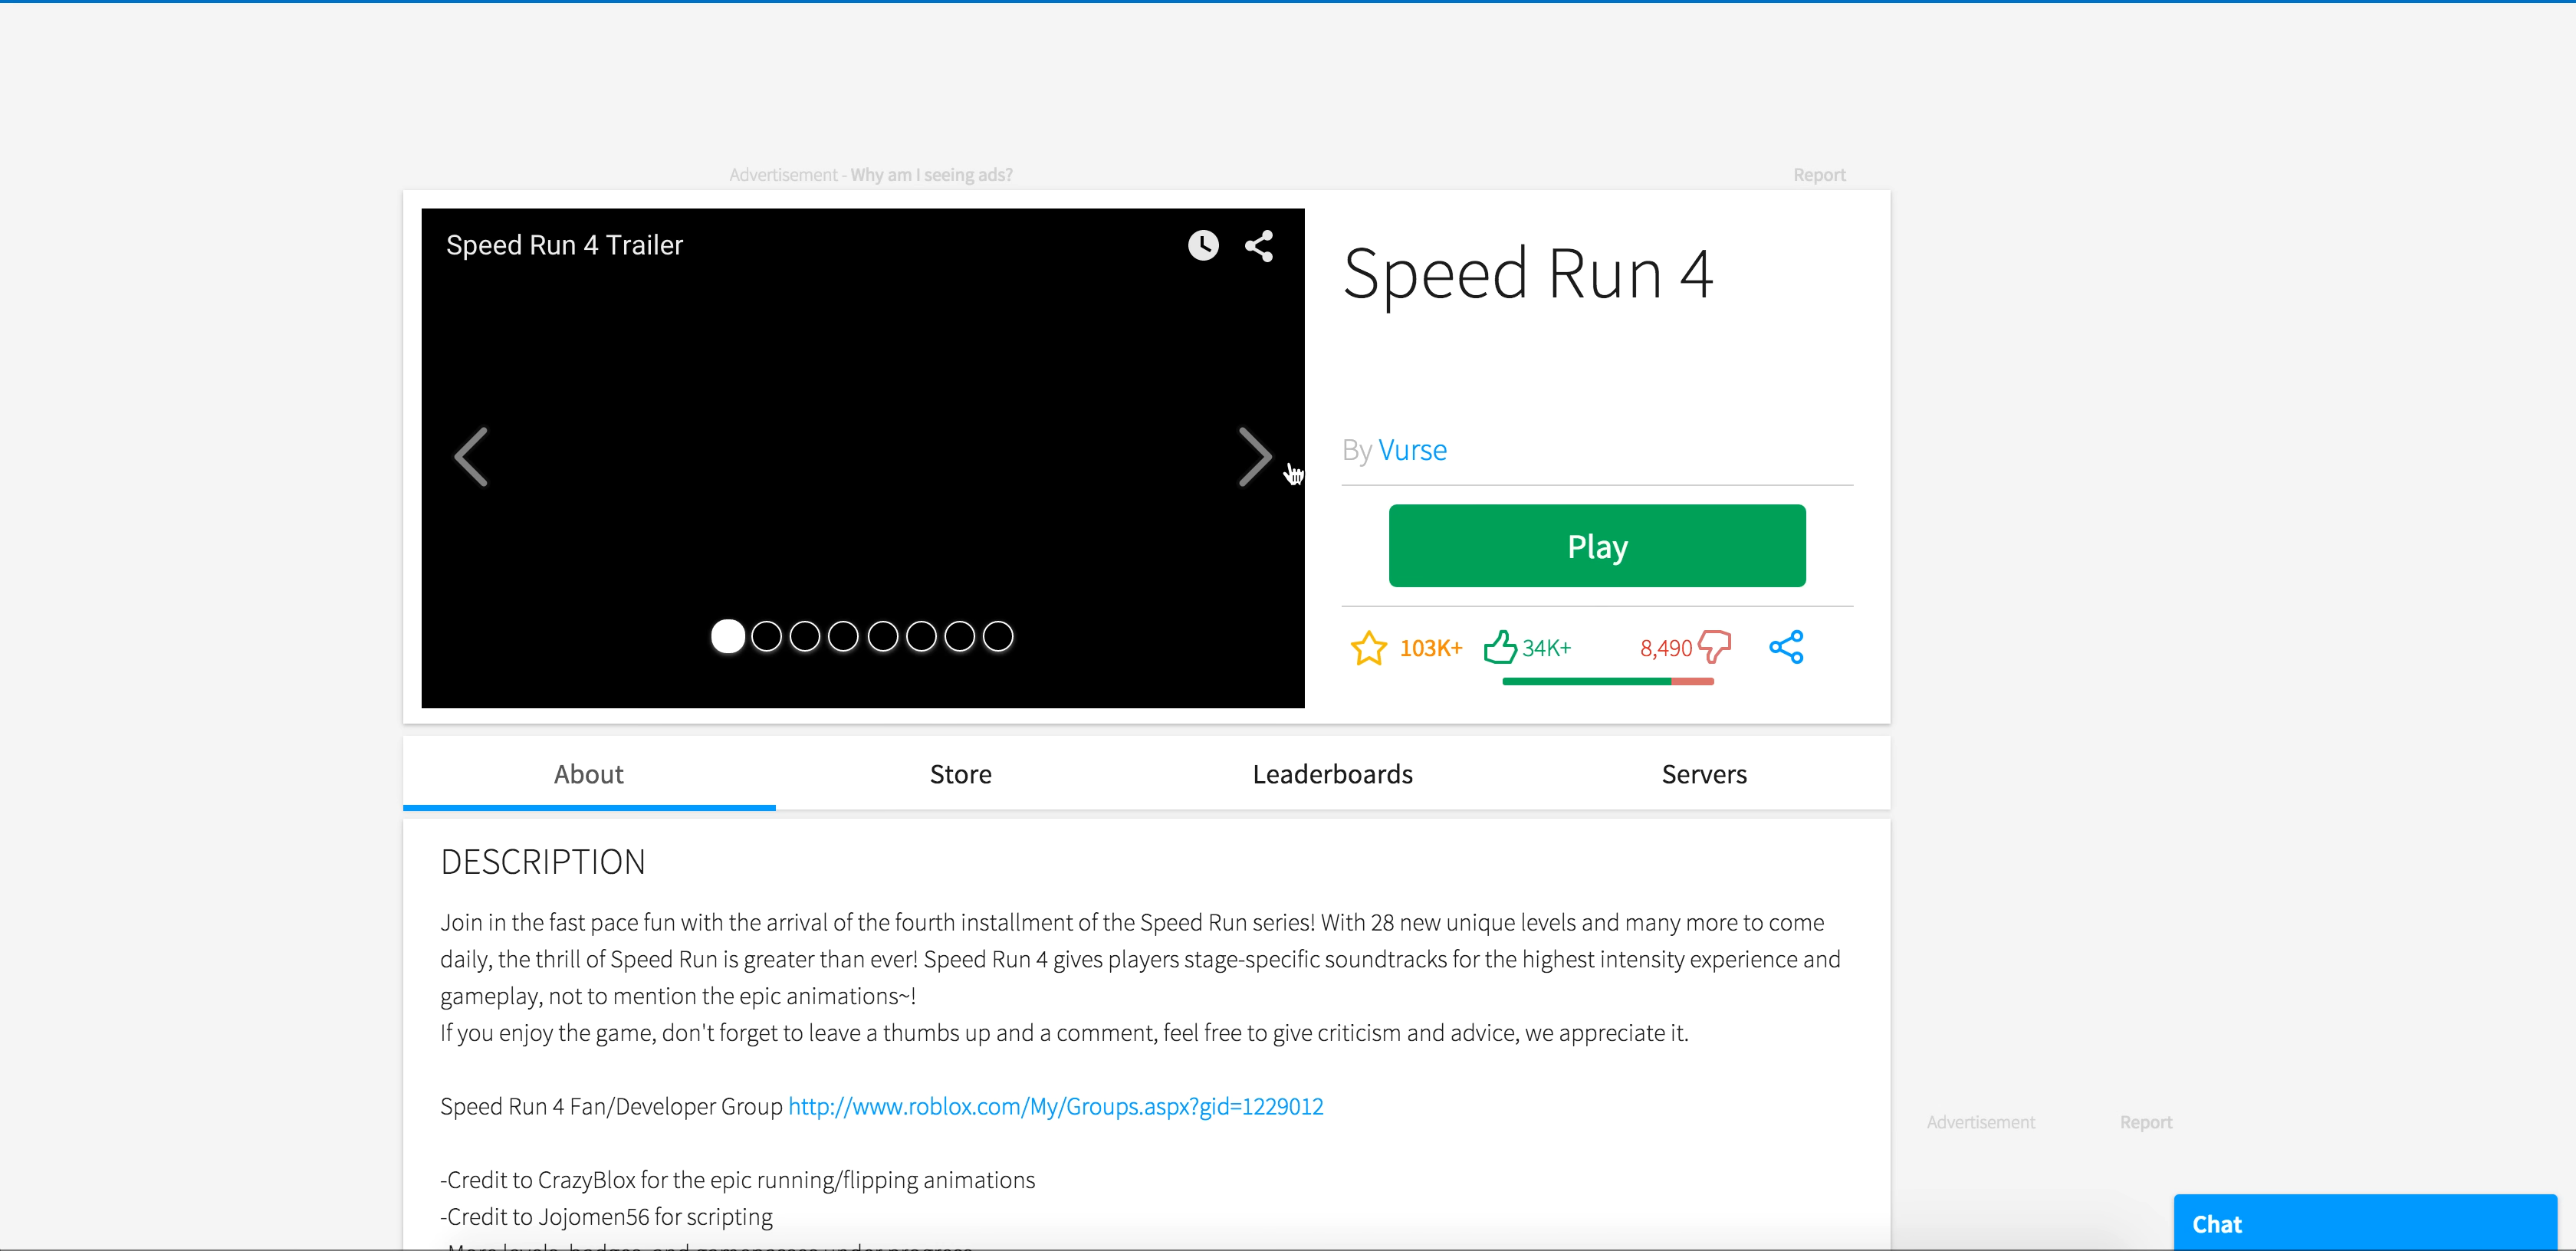 Advertisement - Why am I seeing ads?
Report
Speed Run 4 Trailer
Speed Run 4
By Vurse
Play
103K+
34K+
8,490
About
Store
Leaderboards
Servers
DESCRIPTION
Join in the fast pace fun with the arrival of the fourth installment of the Speed Run series! With 28 new unique levels and many more to come
daily, the thrill of Speed Run is greater than ever! Speed Run 4 gives players stage-specific soundtracks for the highest intensity experience and
gameplay, not to mention the epic animations~!
If you enjoy the game, don't forget to leave a thumbs up and a comment, feel free to give criticism and advice, we appreciate it.
Speed Run 4 Fan/Developer Group http://www.roblox.com/My/Groups.aspx?gid=1229012
Advertisement
Report
-Credit to CrazyBlox for the epic running/flipping animations
-Credit to Jojomen56 for scripting
-More levels, badges, and gamepasses under progress
Chat